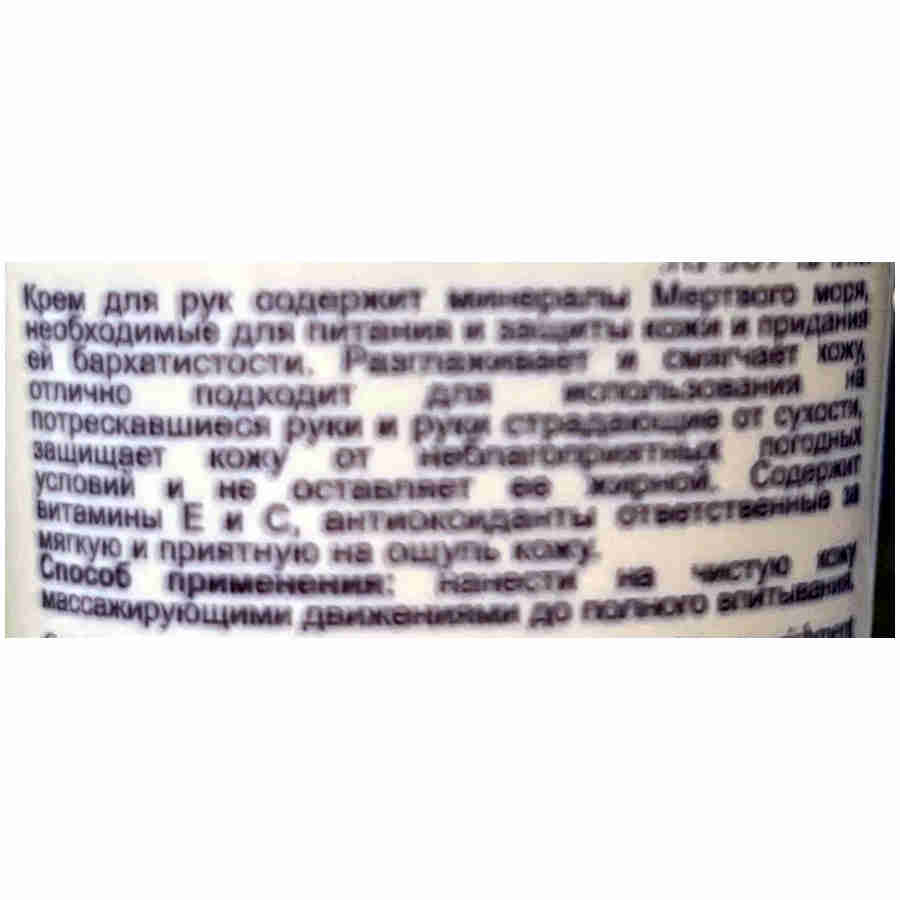 Крем для рук содержит минералы Мертвого моря,
необходимые для питания и защиты кожи и придания
ей бархатистости. Разглаживает и смягчает кожу,
отлично подходит для использования на
потрескавшиеся руки и руки страдающие от сухости,
защищает кожу от неблагоприятных погодных
условий и не оставляет ее жирной. Содержит
витамины Е и С, антиоксиданты ответственные за
мягкую и приятную на ощупь кожу.
Способ применения: нанести на чистую кожу
массажирующими движениями до полного впитывания.